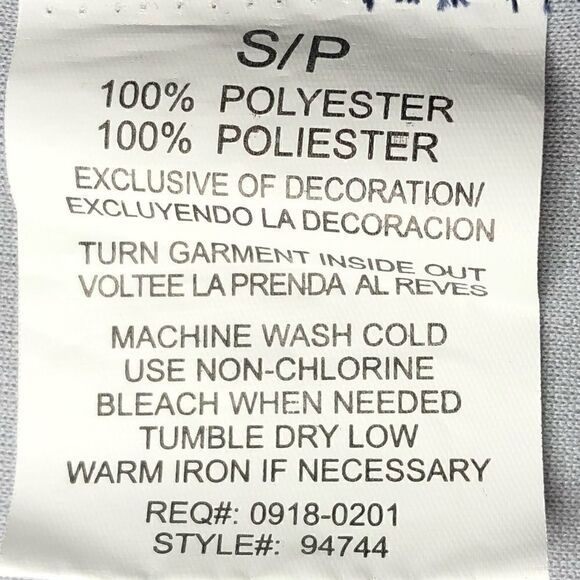 S/P
100% POLYESTER
100% POLIESTER
EXCLUSIVE OF DECORATION/
EXCLUYENDO LA DECORACION
TURN GARMENT INSIDE OUT
VOLTEE LA PRENDA AL REVES
MACHINE WASH COLD
USE NON-CHLORINE
BLEACH WHEN NEEDED
TUMBLE DRY LOW
WARM IRON IF NECESSARY
REQ#: 0918-0201
STYLE#: 94744